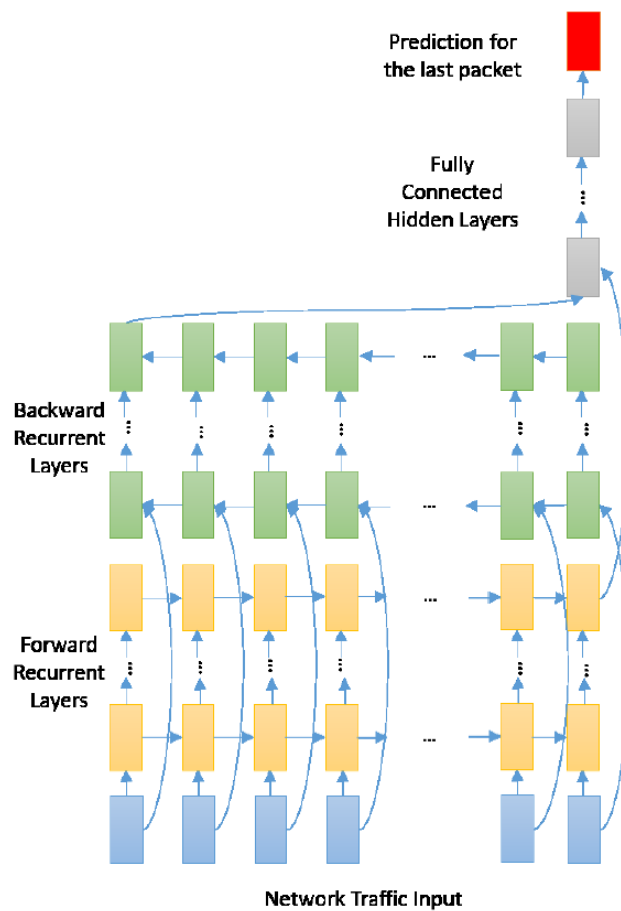 Prediction for
the last packet
Fully
Connected
Hidden Layers
...
...
Backward
Recurrent
Layers
... ... ... ... ... ...
...
...
Forward
Recurrent
Layers
... ... ... ... ... ...
...
Network Traffic Input